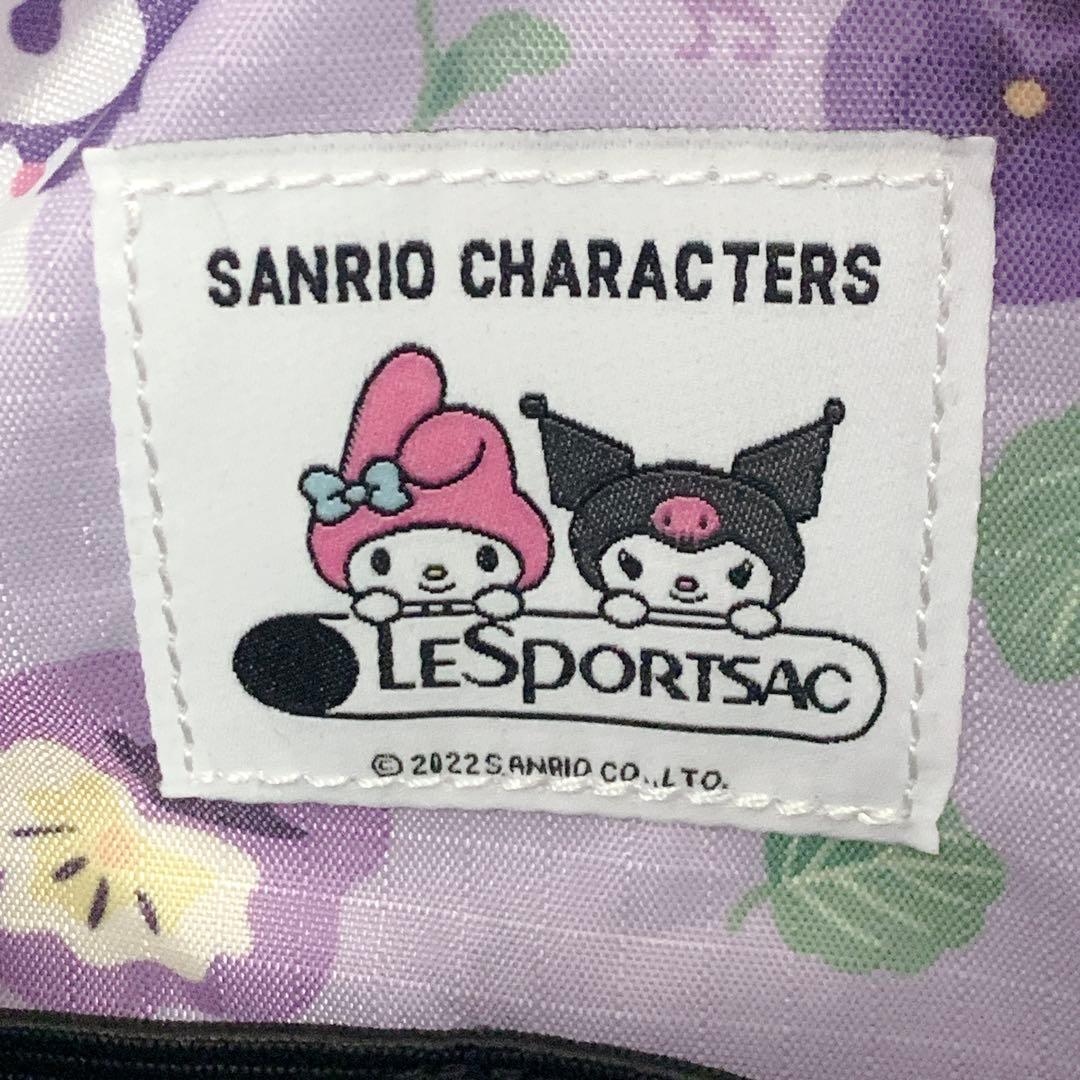 SANRIO CHARACTERS
LESPORTSAC
© 2022 SANRIO CO., LTD.